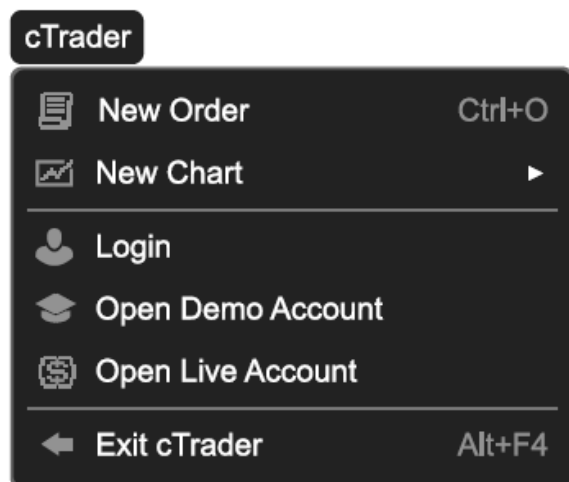 cTrader
New Order Ctrl+O
New Chart
Login
Open Demo Account
Open Live Account
Exit cTrader Alt+F4